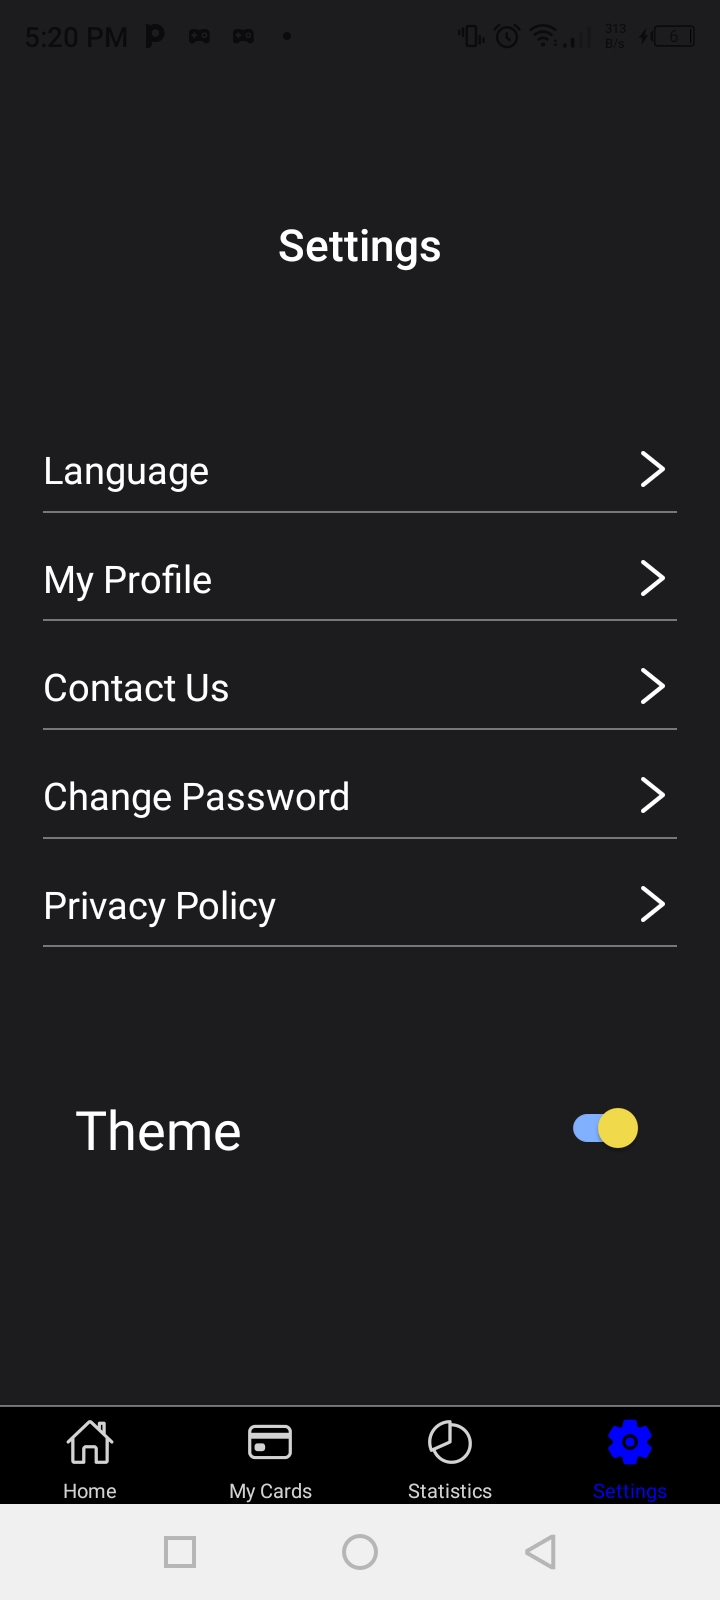 5:20 PM
313
B/s
6
Settings
Language
My Profile
Contact Us
Change Password
Privacy Policy
Theme
Home
My Cards
Statistics
Settings